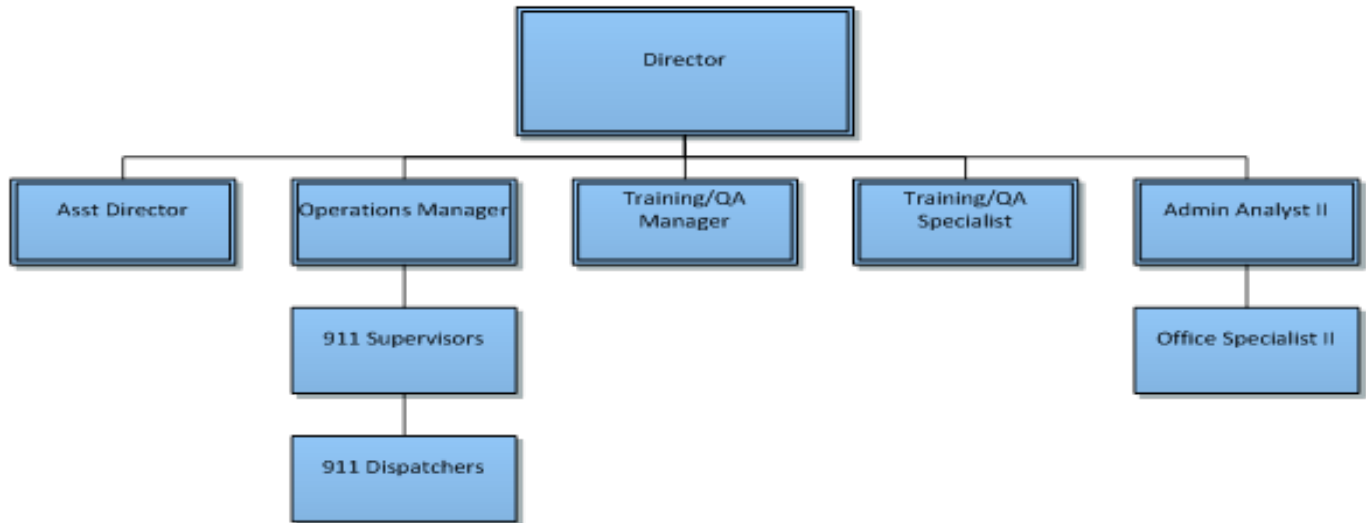 Director
Asst Director
Operations Manager
Training/QA
Manager
Training/QA
Specialist
Admin Analyst II
911 Supervisors
Office Specialist II
911 Dispatchers